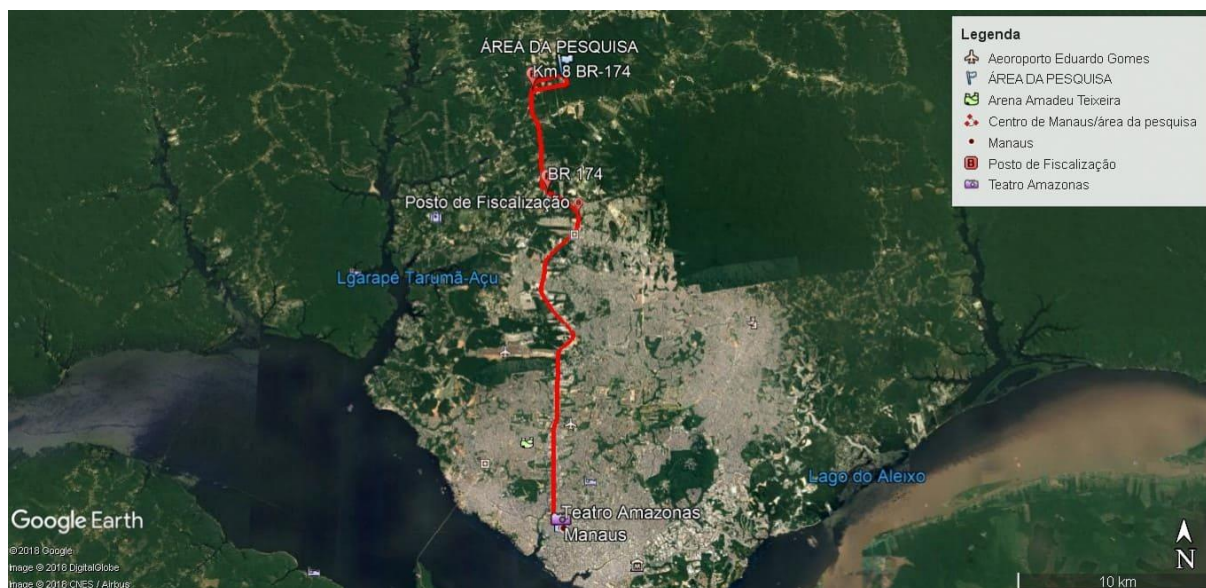 ÁREA DA PESQUISA
Km 8 BR-174
BR 174
Posto de Fiscalização
Lgarapé Tarumã-Açu
Lago do Aleixo
Teatro Amazonas
Manaus
Legenda
Aeoroporto Eduardo Gomes
ÁREA DA PESQUISA
Arena Amadeu Teixeira
Centro de Manaus/área da pesquisa
Manaus
B Posto de Fiscalização
Teatro Amazonas
Google Earth
©2018 Google
Image © 2018 DigitalGlobe
Image © 2018 CNES / Airbus
N
10 km